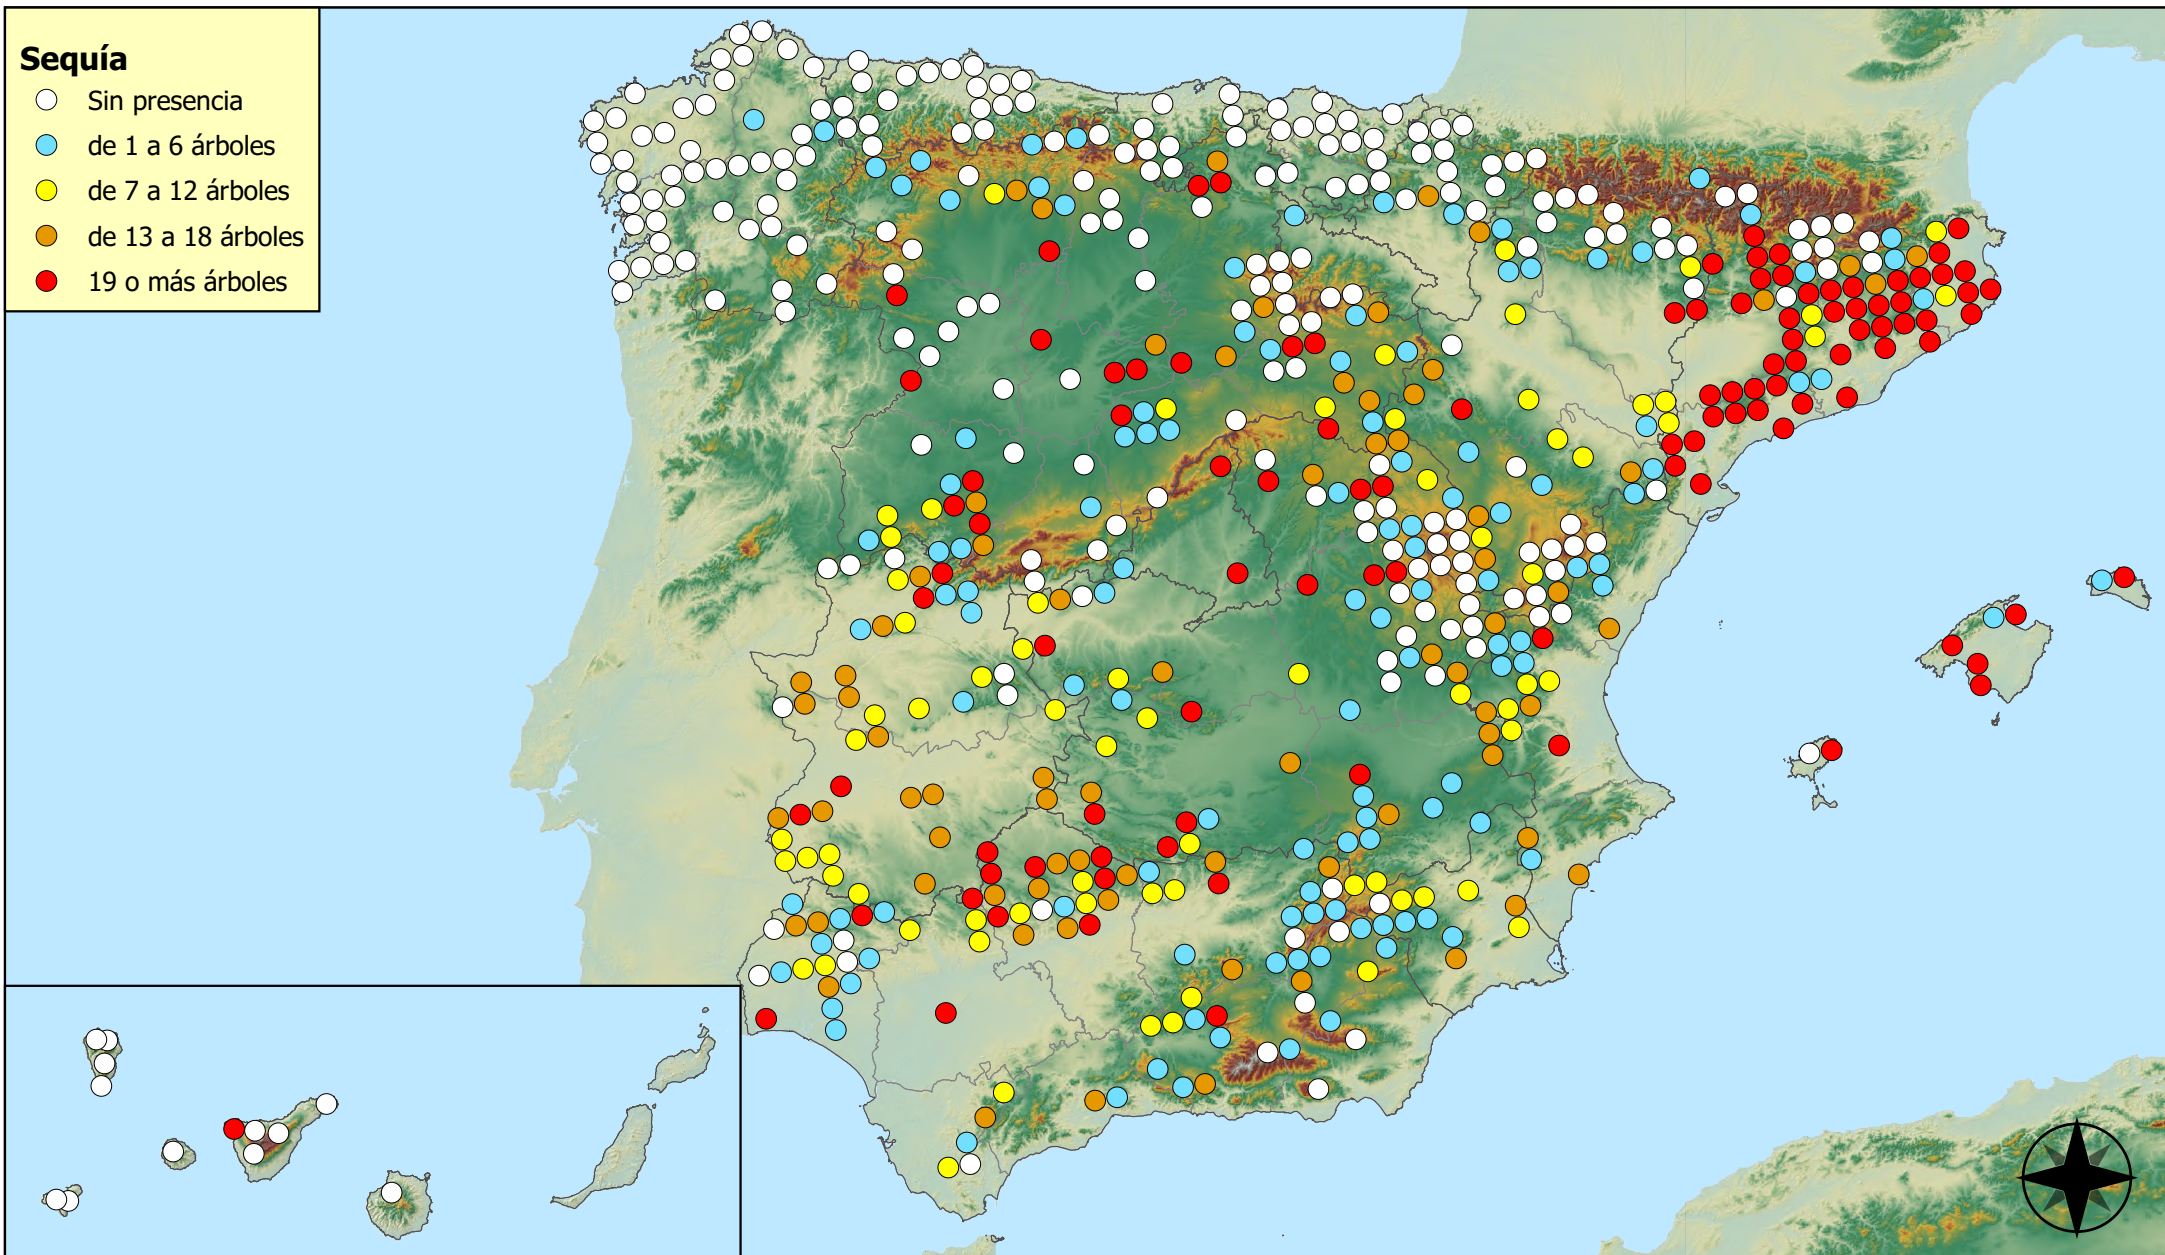 Sequía
Sin presencia
de 1 a 6 árboles
de 7 a 12 árboles
de 13 a 18 árboles
19 o más árboles